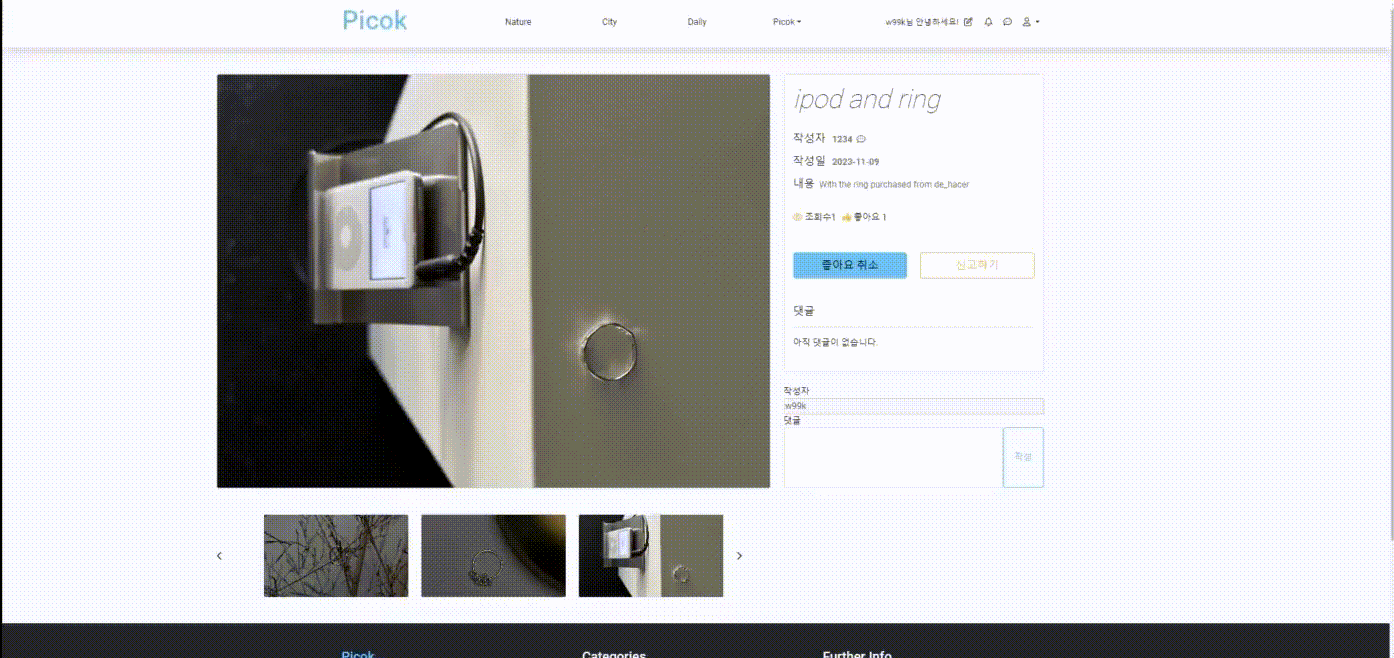 Picok
Nature
City
Daily
Picok
w99k님 안녕하세요!
ipod and ring
작성자 1234
작성일 2023-11-09
내용 With the ring purchased from de_hacer
조회수1 좋아요 1
좋아요 취소
신고하기
댓글
아직 댓글이 없습니다.
작성자
w99k
댓글
작성
Picok
Categories
Further Info